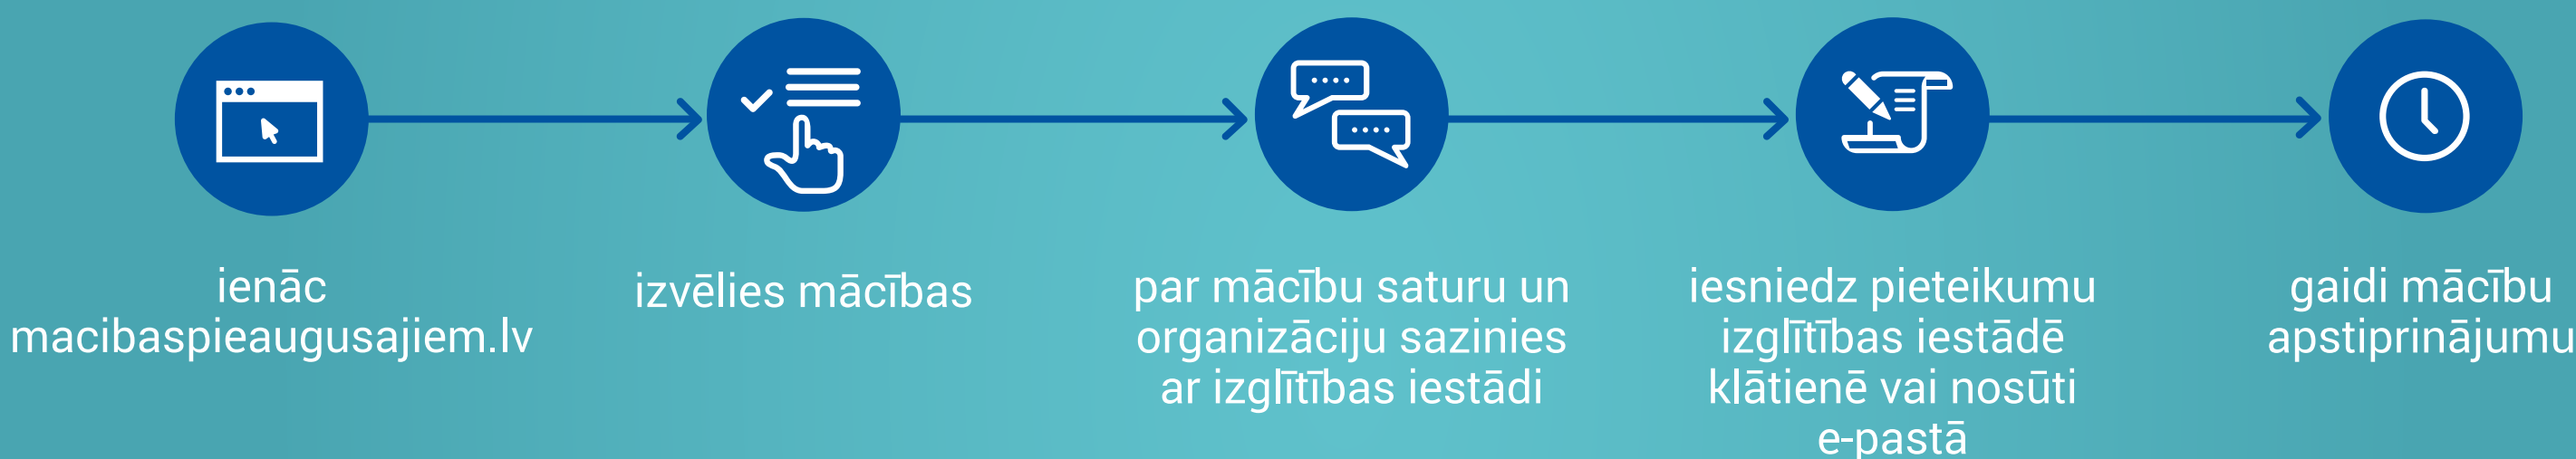 ienāc
macibaspieaugusajiem.lv
izvēlies mācības
par mācību saturu un
organizāciju sazinies
ar izglītības iestādi
iesniedz pieteikumu
izglītības iestādē
klātienē vai nosūti
e-pastā
gaidi mācību
apstiprinājumu